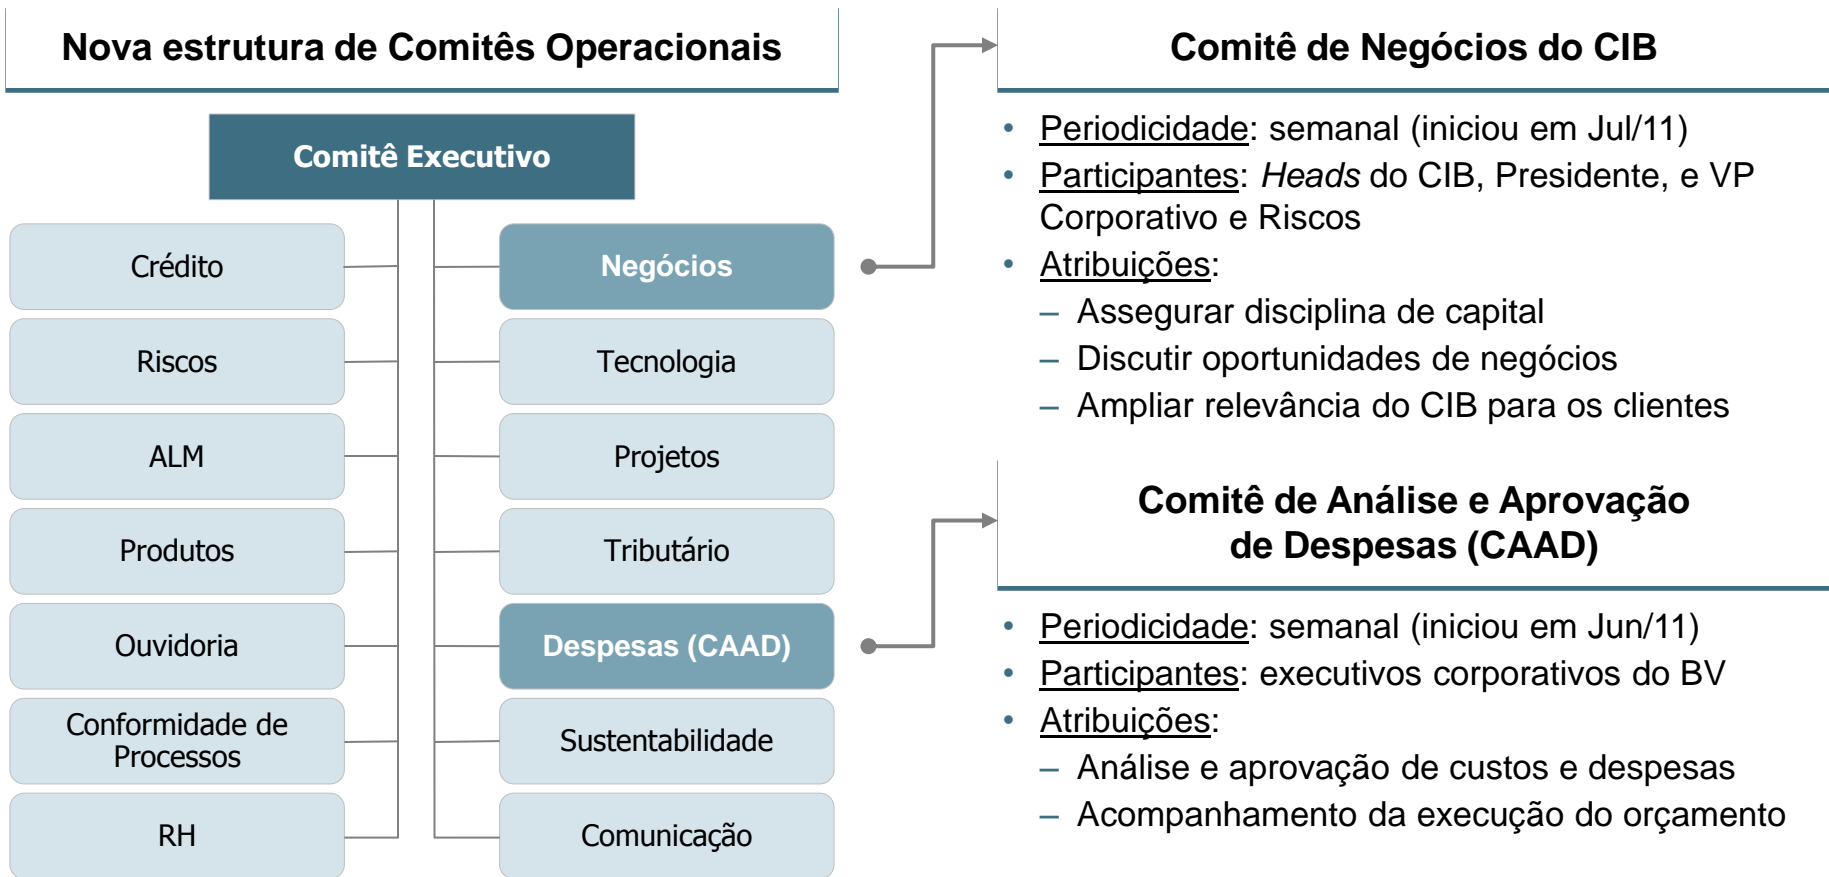 Nova estrutura de Comitês Operacionais
Comitê Executivo
Crédito
Riscos
ALM
Produtos
Ouvidoria
Conformidade de
Processos
RH
Negócios
Tecnologia
Projetos
Tributário
Despesas (CAAD)
Sustentabilidade
Comunicação
Comitê de Negócios do CIB
• Periodicidade: semanal (iniciou em Jul/11)
• Participantes: Heads do CIB, Presidente, e VP
Corporativo e Riscos
• Atribuições:
– Assegurar disciplina de capital
– Discutir oportunidades de negócios
– Ampliar relevância do CIB para os clientes
Comitê de Análise e Aprovação
de Despesas (CAAD)
• Periodicidade: semanal (iniciou em Jun/11)
• Participantes: executivos corporativos do BV
• Atribuições:
– Análise e aprovação de custos e despesas
– Acompanhamento da execução do orçamento